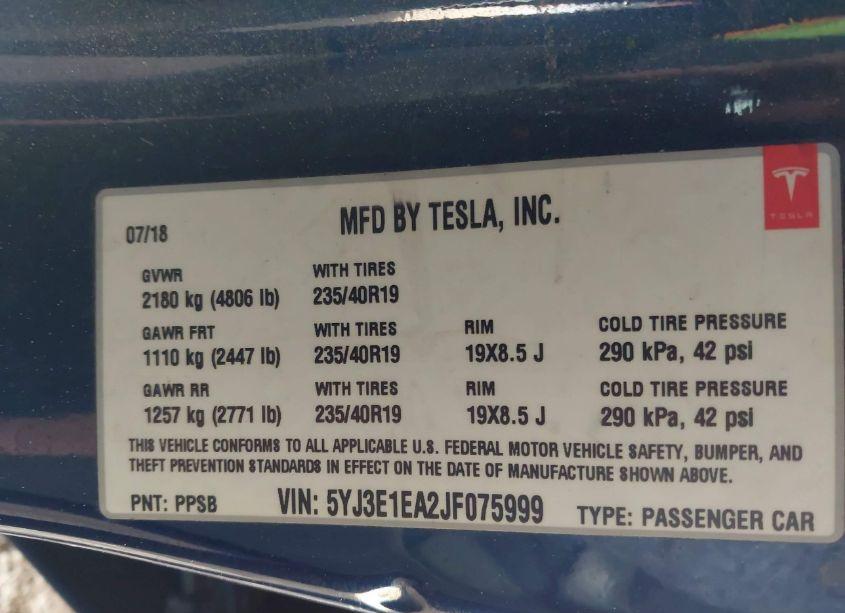 TESLA
07/18 MFD BY TESLA, INC.
GVWR WITH TIRES
2180 kg (4806 lb) 235/40R19
GAWR FRT WITH TIRES RIM COLD TIRE PRESSURE
1110 kg (2447 lb) 235/40R19 19X8.5 J 290 kPa, 42 psi
GAWR RR WITH TIRES RIM COLD TIRE PRESSURE
1257 kg (2771 lb) 235/40R19 19X8.5 J 290 kPa, 42 psi
THIS VEHICLE CONFORMS TO ALL APPLICABLE U.S. FEDERAL MOTOR VEHICLE SAFETY, BUMPER, AND
THEFT PREVENTION STANDARDS IN EFFECT ON THE DATE OF MANUFACTURE SHOWN ABOVE.
PNT: PPSB VIN: 5YJ3E1EA2JF075999 TYPE: PASSENGER CAR